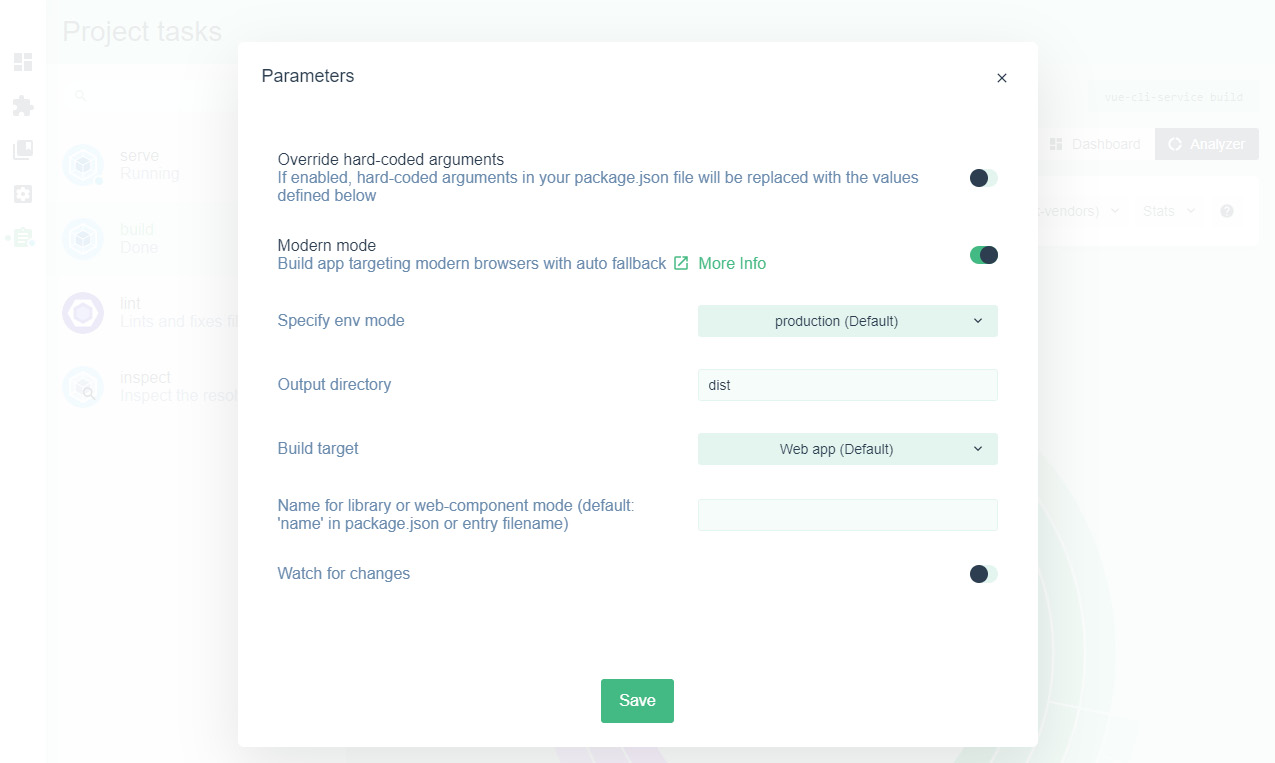 Project tasks
Parameters
vue-cli-service build
serve
Running
Dashboard
Analyzer
Override hard-coded arguments
If enabled, hard-coded arguments in your package.json file will be replaced with the values
defined below
-vendors)
Stats
build
Done
Modern mode
Build app targeting modern browsers with auto fallback More Info
lint
Lints and fixes fil
Specify env mode
production (Default)
inspect
Inspect the resol
Output directory
dist
Build target
Web app (Default)
Name for library or web-component mode (default:
'name' in package.json or entry filename)
Watch for changes
Save